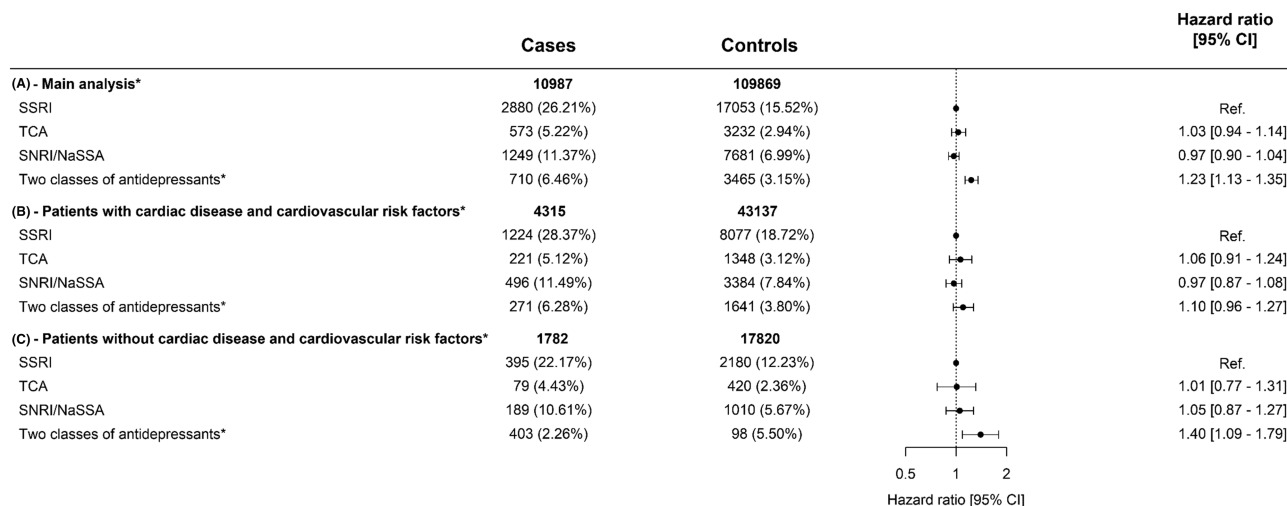 Hazard ratio
[95% CI]
Cases Controls
(A) - Main analysis* 10987 109869
SSRI 2880 (26.21%) 17053 (15.52%) Ref.
TCA 573 (5.22%) 3232 (2.94%) 1.03 [0.94 - 1.14]
SNRI/NaSSA 1249 (11.37%) 7681 (6.99%) 0.97 [0.90 - 1.04]
Two classes of antidepressants* 710 (6.46%) 3465 (3.15%) 1.23 [1.13 - 1.35]
(B) - Patients with cardiac disease and cardiovascular risk factors* 4315 43137
SSRI 1224 (28.37%) 8077 (18.72%) Ref.
TCA 221 (5.12%) 1348 (3.12%) 1.06 [0.91 - 1.24]
SNRI/NaSSA 496 (11.49%) 3384 (7.84%) 0.97 [0.87 - 1.08]
Two classes of antidepressants* 271 (6.28%) 1641 (3.80%) 1.10 [0.96 - 1.27]
(C) - Patients without cardiac disease and cardiovascular risk factors* 1782 17820
SSRI 395 (22.17%) 2180 (12.23%) Ref.
TCA 79 (4.43%) 420 (2.36%) 1.01 [0.77 - 1.31]
SNRI/NaSSA 189 (10.61%) 1010 (5.67%) 1.05 [0.87 - 1.27]
Two classes of antidepressants* 403 (2.26%) 98 (5.50%) 1.40 [1.09 - 1.79]
0.5 1 2
Hazard ratio [95% CI]